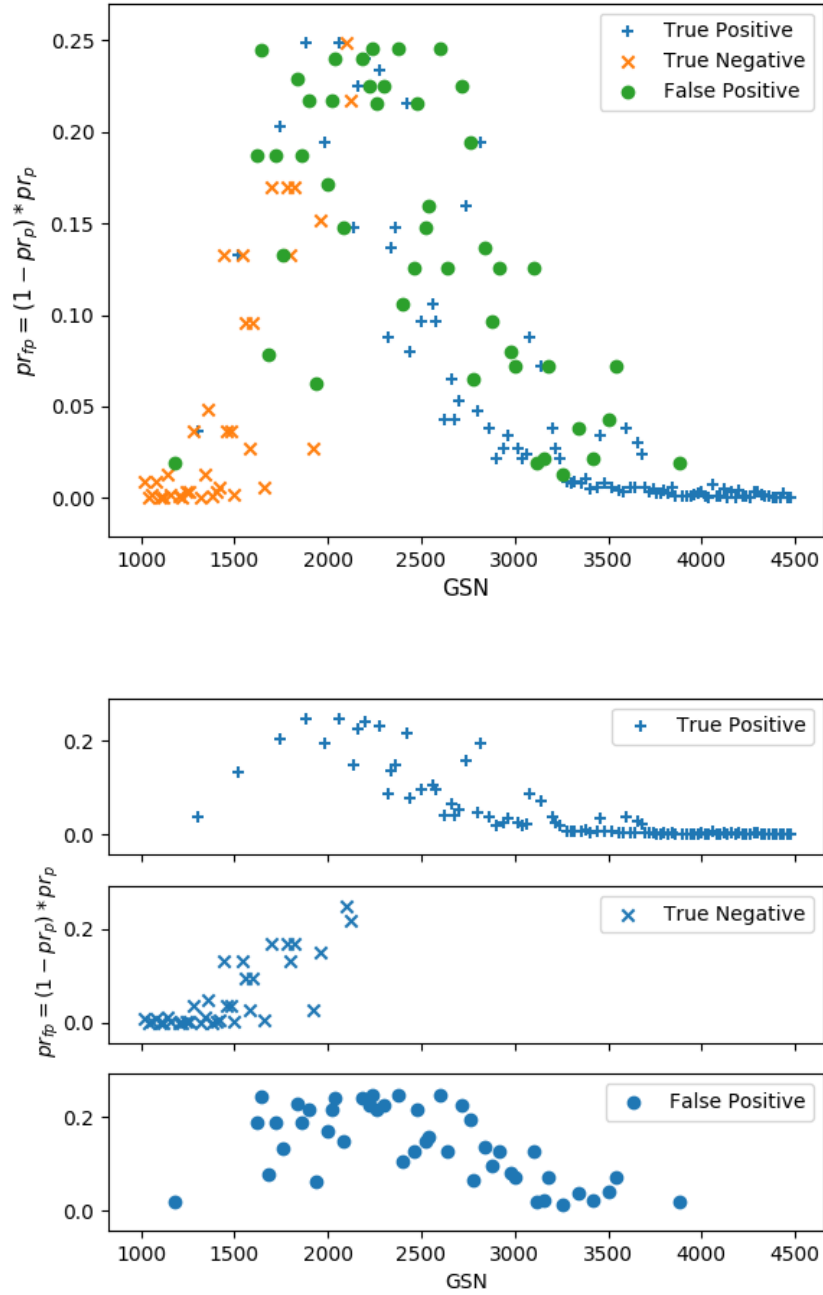 0.25
0.20
0.15
0.10
0.05
0.00
pr_fp = (1 − pr_p) * pr_p
True Positive
True Negative
False Positive
1000 1500 2000 2500 3000 3500 4000 4500
GSN
0.2
0.0
True Positive
pr_fp = (1 − pr_p) * pr_p
0.2
0.0
True Negative
0.2
0.0
False Positive
1000 1500 2000 2500 3000 3500 4000 4500
GSN